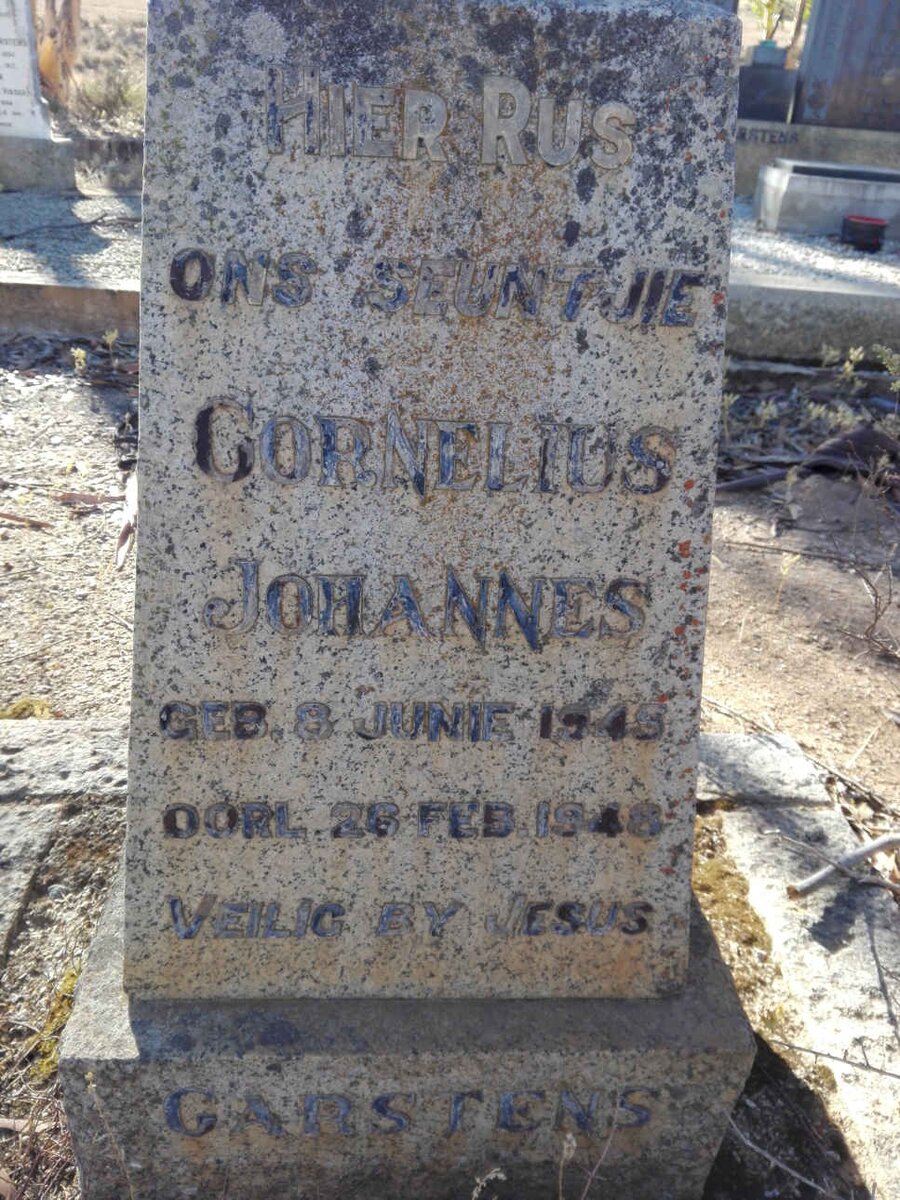 HIER RUS
ONS SEUNTJIE
CORNELIUS
JOHANNES
GEB. 8 JUNIE 1945
OORL. 26 FEB. 1948
VEILIG BY JESUS
CARSTENS